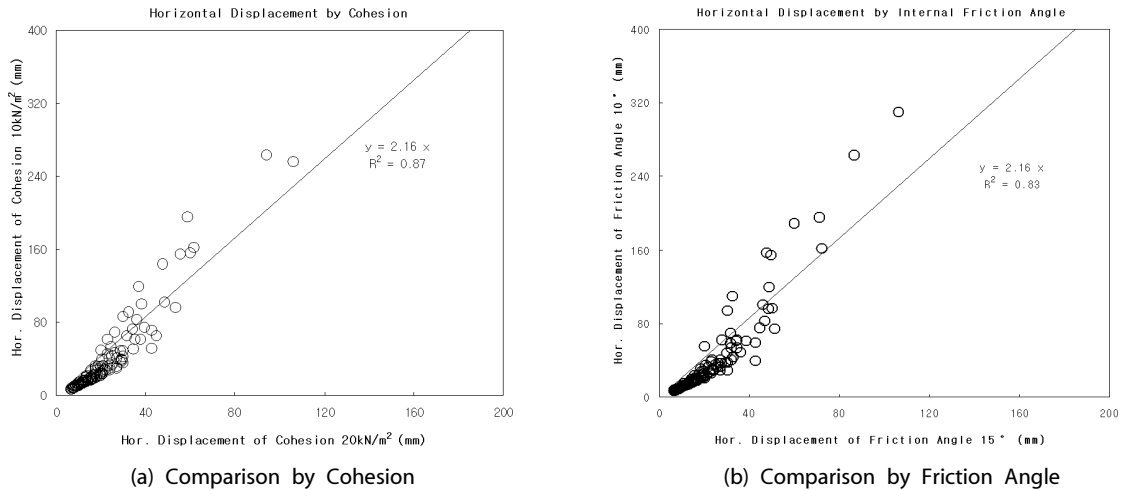 Horizontal Displacement by Cohesion
Hor. Displacement of Cohesion 10kN/m² (mm)
400
320
240
160
80
0
y = 2.16 x
R² = 0.87
0 40 80 120 160 200
Hor. Displacement of Cohesion 20kN/m² (mm)
(a) Comparison by Cohesion
Horizontal Displacement by Internal Friction Angle
Hor. Displacement of Friction Angle 10° (mm)
400
320
240
160
80
0
y = 2.16 x
R² = 0.83
0 40 80 120 160 200
Hor. Displacement of Friction Angle 15° (mm)
(b) Comparison by Friction Angle